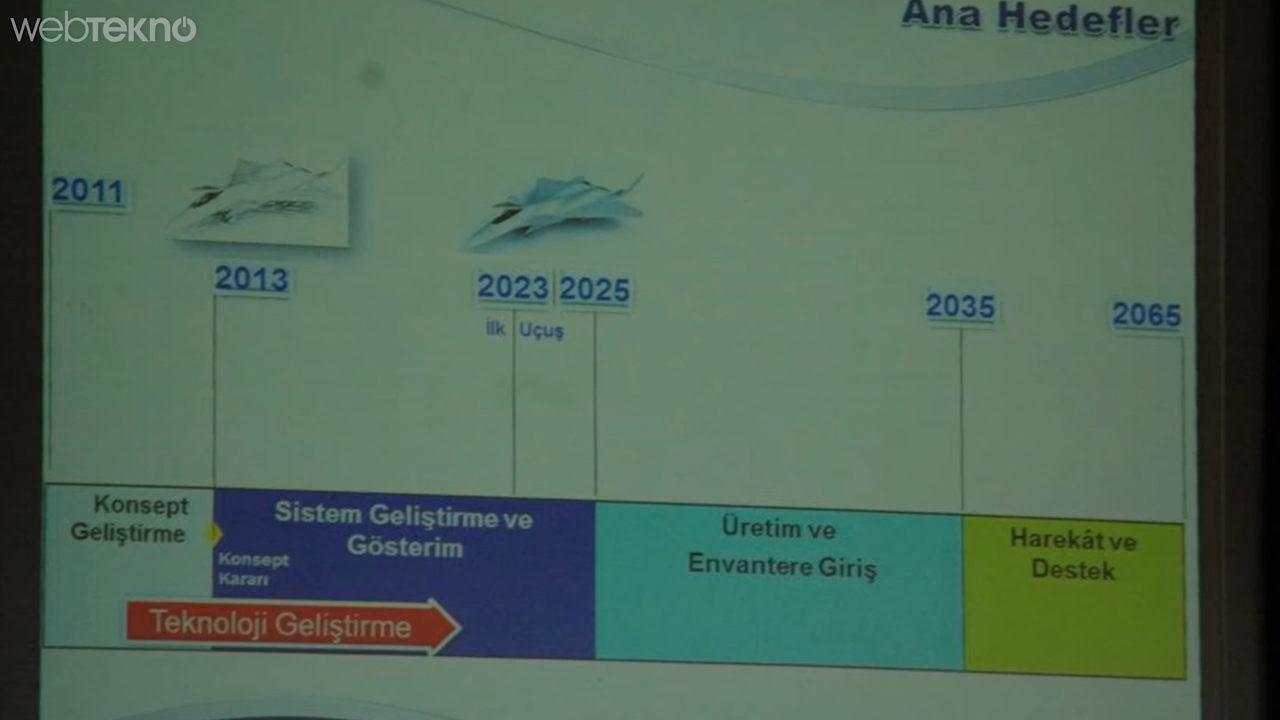 webTEKNO
Ana Hedefler
2011
2013
2023
2025
İlk
Uçuş
2035
2065
Konsept
Geliştirme
Konsept
Kararı
Sistem Geliştirme ve
Gösterim
Teknoloji Geliştirme
Üretim ve
Envantere Giriş
Harekât ve
Destek